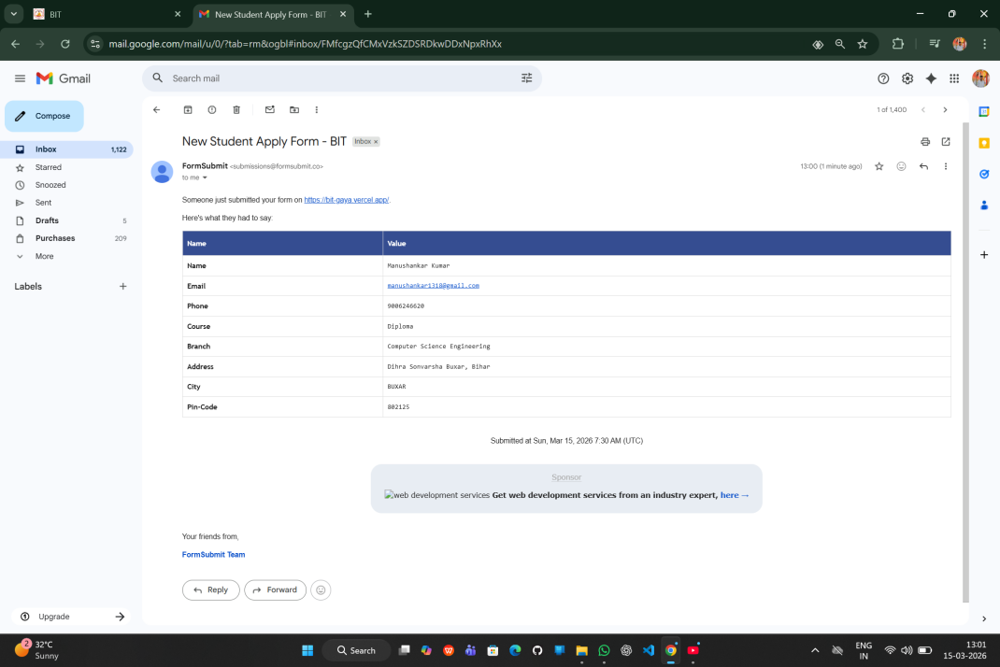 BIT
New Student Apply Form - BIT
mail.google.com/mail/u/0/?tab=rm&ogbl#inbox/FMfcgzQfCMxVzkSZDSRDkwDDxNpxRhXx
Gmail
Search mail
Compose
1 of 1,400
Inbox 1,122
Starred
Snoozed
Sent
Drafts 5
Purchases 209
More
Labels
New Student Apply Form - BIT Inbox ×
FormSubmit <submissions@formsubmit.co>
13:00 (1 minute ago)
to me
Someone just submitted your form on https://bit-gaya.vercel.app/.
Here's what they had to say:
Name Value
Name Manushankar Kumar
Email manushankar1318@gmail.com
Phone 9006246620
Course Diploma
Branch Computer Science Engineering
Address Dihra Sonvarsha Buxar, Bihar
City BUXAR
Pin-Code 802125
Submitted at Sun, Mar 15, 2026 7:30 AM (UTC)
Sponsor
web development services Get web development services from an industry expert, here →
Your friends from,
FormSubmit Team
Reply
Forward
Upgrade
2
32°C
Sunny
Search
ENG
IN
13:01
15-03-2026